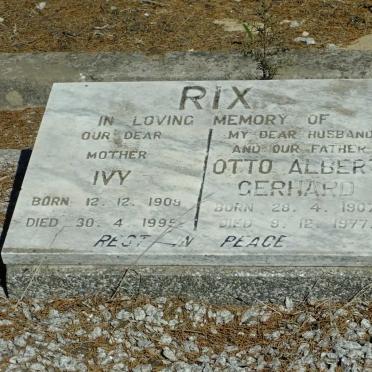 RIX
IN LOVING MEMORY OF
OUR DEAR
MOTHER
IVY
BORN 12. 12. 1909
DIED 30. 4. 1995
MY DEAR HUSBAND
AND OUR FATHER
OTTO ALBERT
GERHARD
BORN 28. 4. 1907
DIED 9. 12. 1977
REST IN PEACE